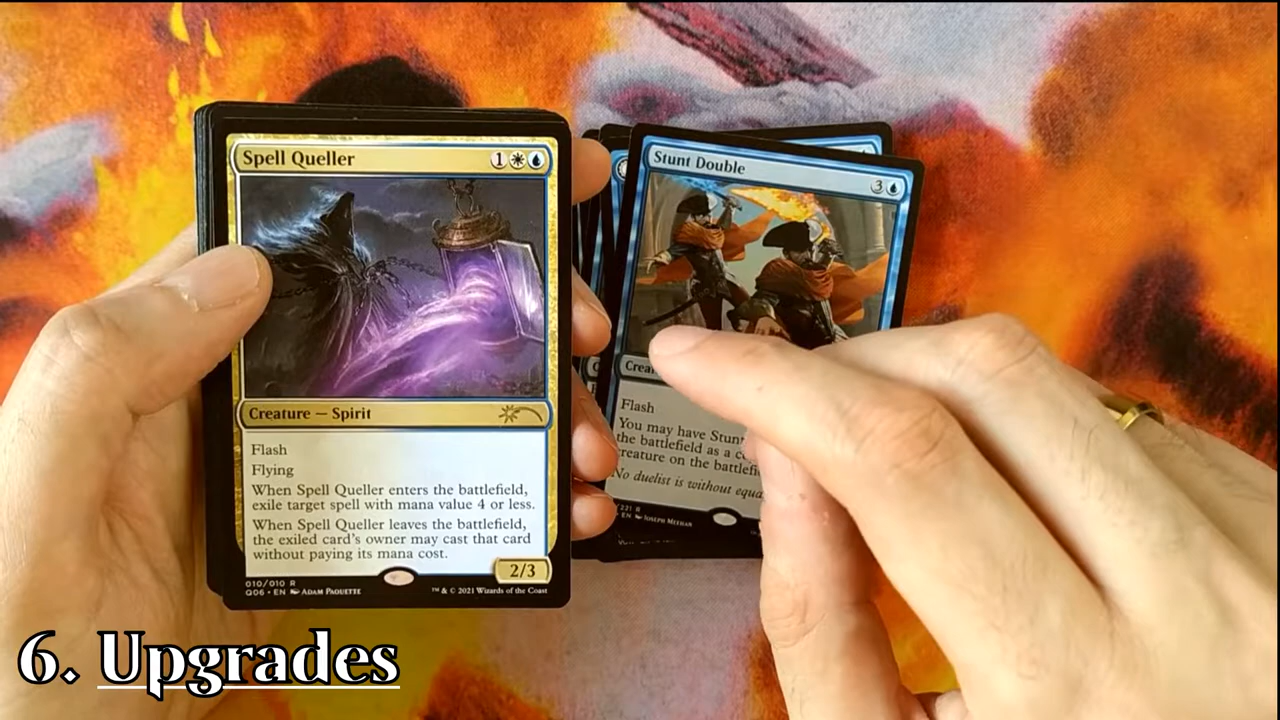 Spell Queller 1
Creature — Spirit
Flash
Flying
When Spell Queller enters the battlefield,
exile target spell with mana value 4 or less.
When Spell Queller leaves the battlefield,
the exiled card's owner may cast that card
without paying its mana cost.
2/3
010/010 R
Q06 • EN ADAM PAQUETTE ™ & © 2021 Wizards of the Coast
Stunt Double 3
Flash
You may have
the battlefield as a
creature on the
No duelist is without
/221 R
EN JOSEPH MEEHAN
6. Upgrades